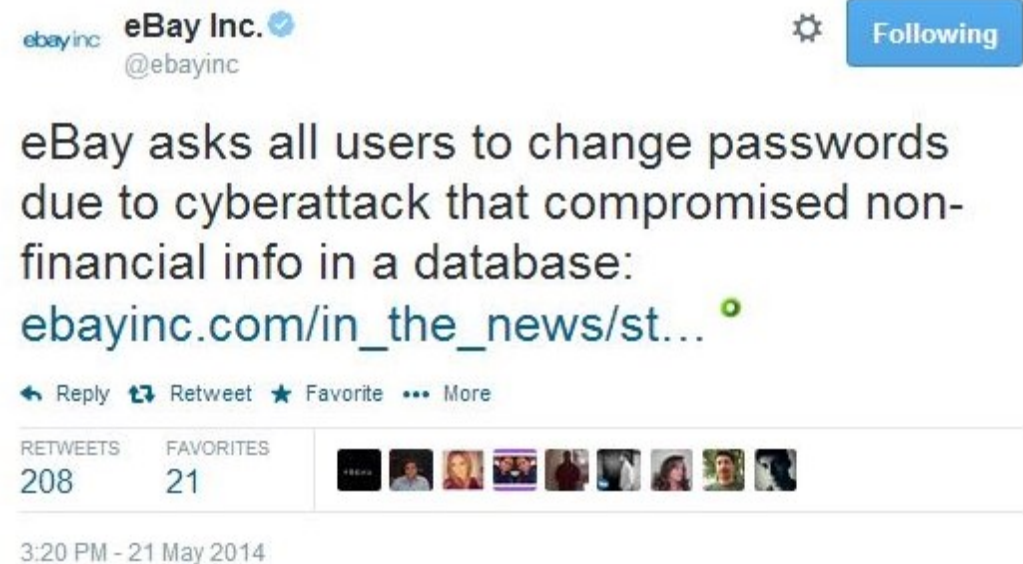 ebay inc
eBay Inc.
@ebayinc
Following
eBay asks all users to change passwords
due to cyberattack that compromised non-
financial info in a database:
ebayinc.com/in_the_news/st...
Reply Retweet Favorite More
RETWEETS FAVORITES
208 21
3:20 PM - 21 May 2014